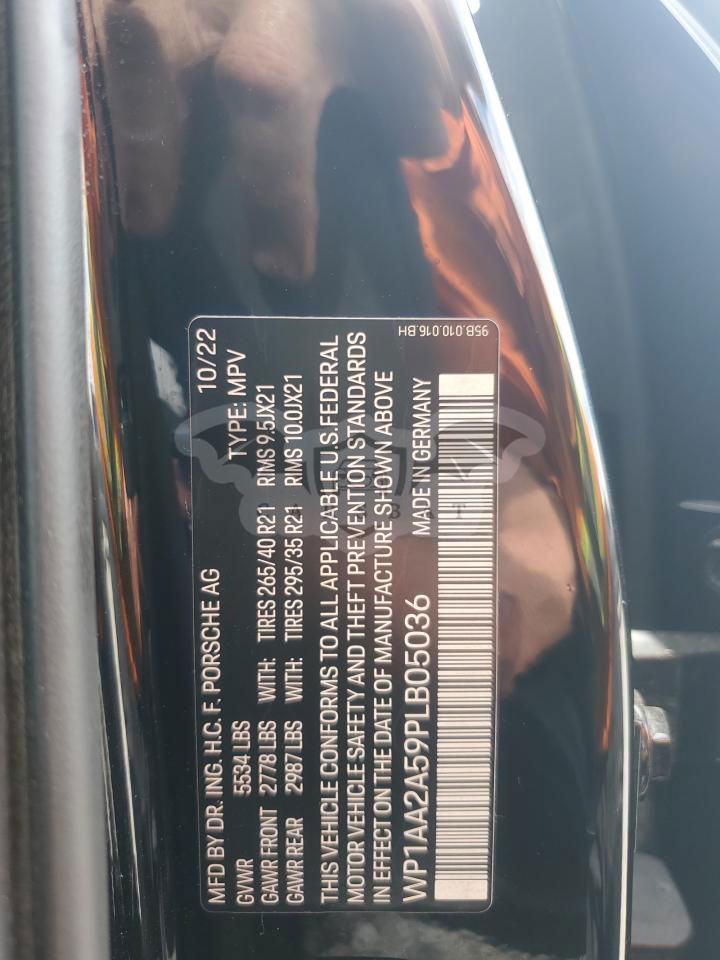 MFD BY DR. ING. H.C. F. PORSCHE AG 10/22
GVWR 5534 LBS TYPE: MPV
GAWR FRONT 2778 LBS WITH: TIRES 265/40 R21 RIMS 9.5JX21
GAWR REAR 2987 LBS WITH: TIRES 295/35 R21 RIMS 10.0JX21
THIS VEHICLE CONFORMS TO ALL APPLICABLE U.S. FEDERAL
MOTOR VEHICLE SAFETY AND THEFT PREVENTION STANDARDS
IN EFFECT ON THE DATE OF MANUFACTURE SHOWN ABOVE
WP1AA2A59PLB05036 MADE IN GERMANY
95B.010.016.BH